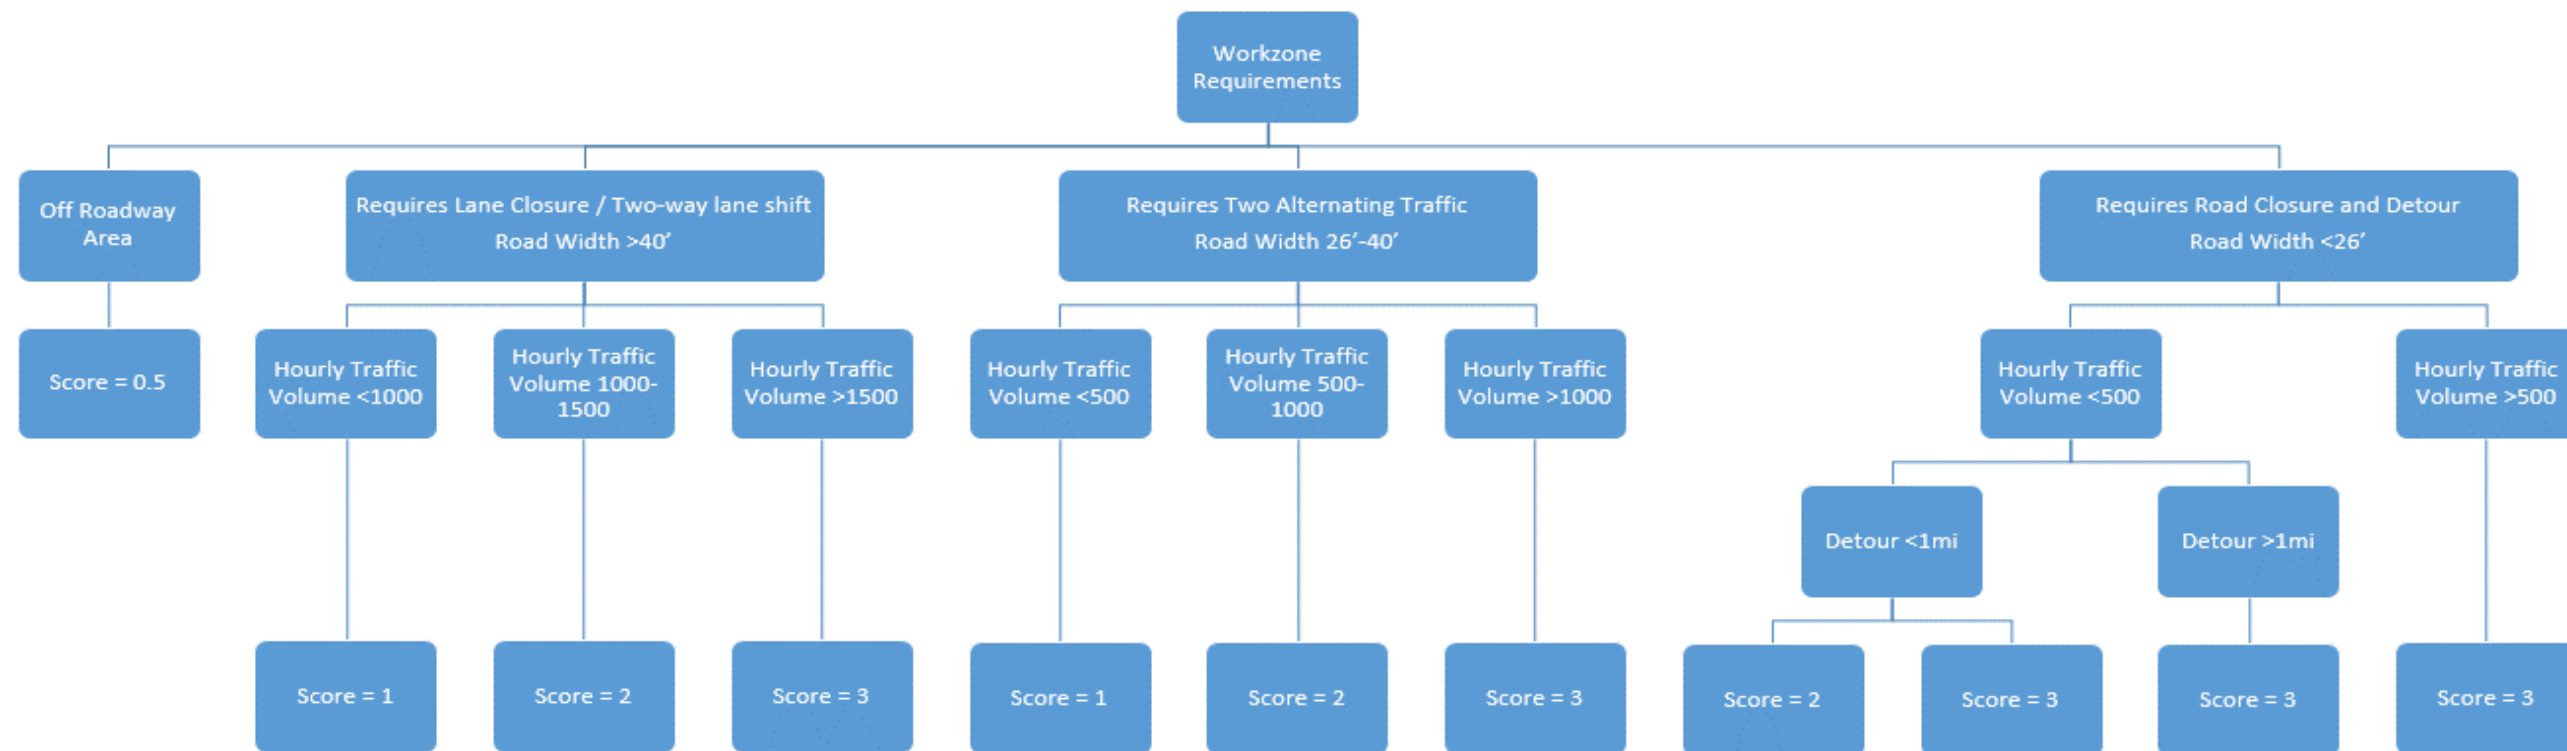 Workzone
Requirements
Off Roadway
Area
Requires Lane Closure / Two-way lane shift
Road Width >40’
Requires Two Alternating Traffic
Road Width 26’-40’
Requires Road Closure and Detour
Road Width <26’
Score = 0.5
Hourly Traffic
Volume <1000
Hourly Traffic
Volume 1000-
1500
Hourly Traffic
Volume >1500
Hourly Traffic
Volume <500
Hourly Traffic
Volume 500-
1000
Hourly Traffic
Volume >1000
Hourly Traffic
Volume <500
Hourly Traffic
Volume >500
Detour <1mi
Detour >1mi
Score = 1
Score = 2
Score = 3
Score = 1
Score = 2
Score = 3
Score = 2
Score = 3
Score = 3
Score = 3